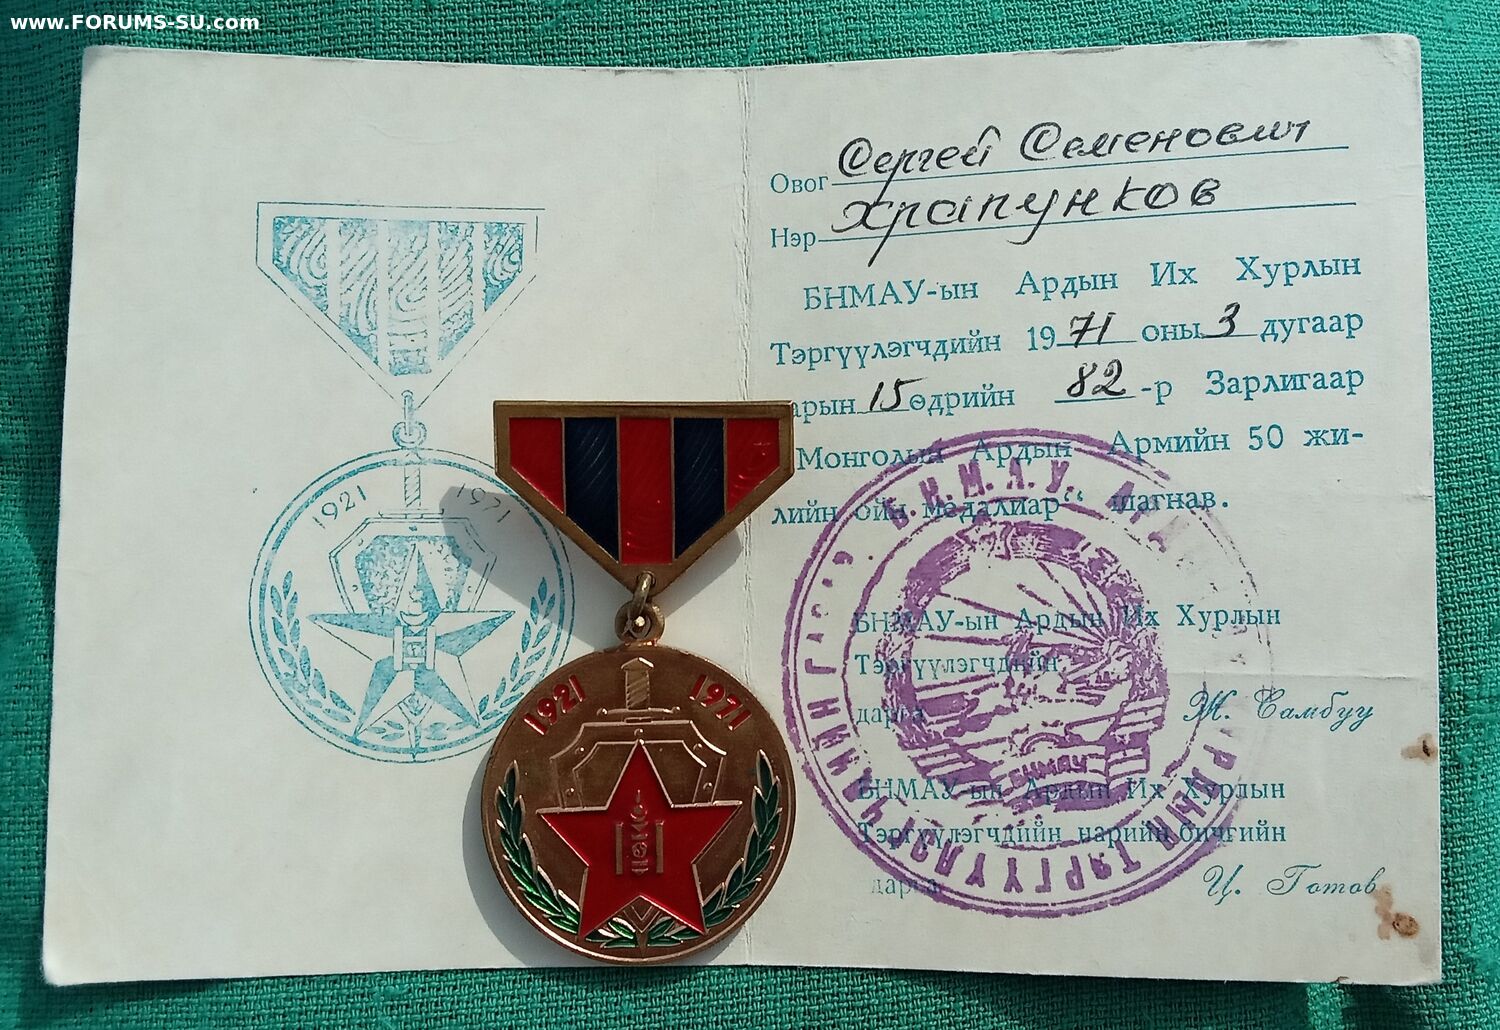 www.FORUMS-SU.com
1921 1971
1921 1971
Овог Сергей Семенович
Нэр Храпунков
БНМАУ-ын Ардын Их Хурлын
Тэргүүлэгчдийн 1971 оны 3 дугаар
арын 15 өдрийн 82-р Зарлигаар
Монголын Ардын Армийн 50 жи-
лийн ойн медалиар“ шагнав.
БНМАУ-ын Ардын Их Хурлын
Тэргүүлэгчдийн
дарга Ж. Самбуу
БНМАУ-ын Ардын Их Хурлын
Тэргүүлэгчдийн нарийн бичгийн
дарга Ц. Готов
Б.Н.М.А.У.
БНМАУ